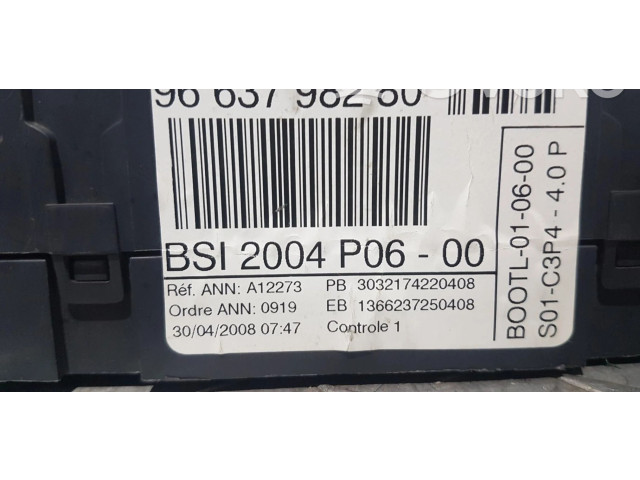 96 637 982 80
BSI 2004 P06 - 00
Réf. ANN: A12273 PB 3032174220408
Ordre ANN: 0919 EB 1366237250408
30/04/2008 07:47 Controle 1
BOOTL-01-06-00
S01-C3P4 - 4.0 P